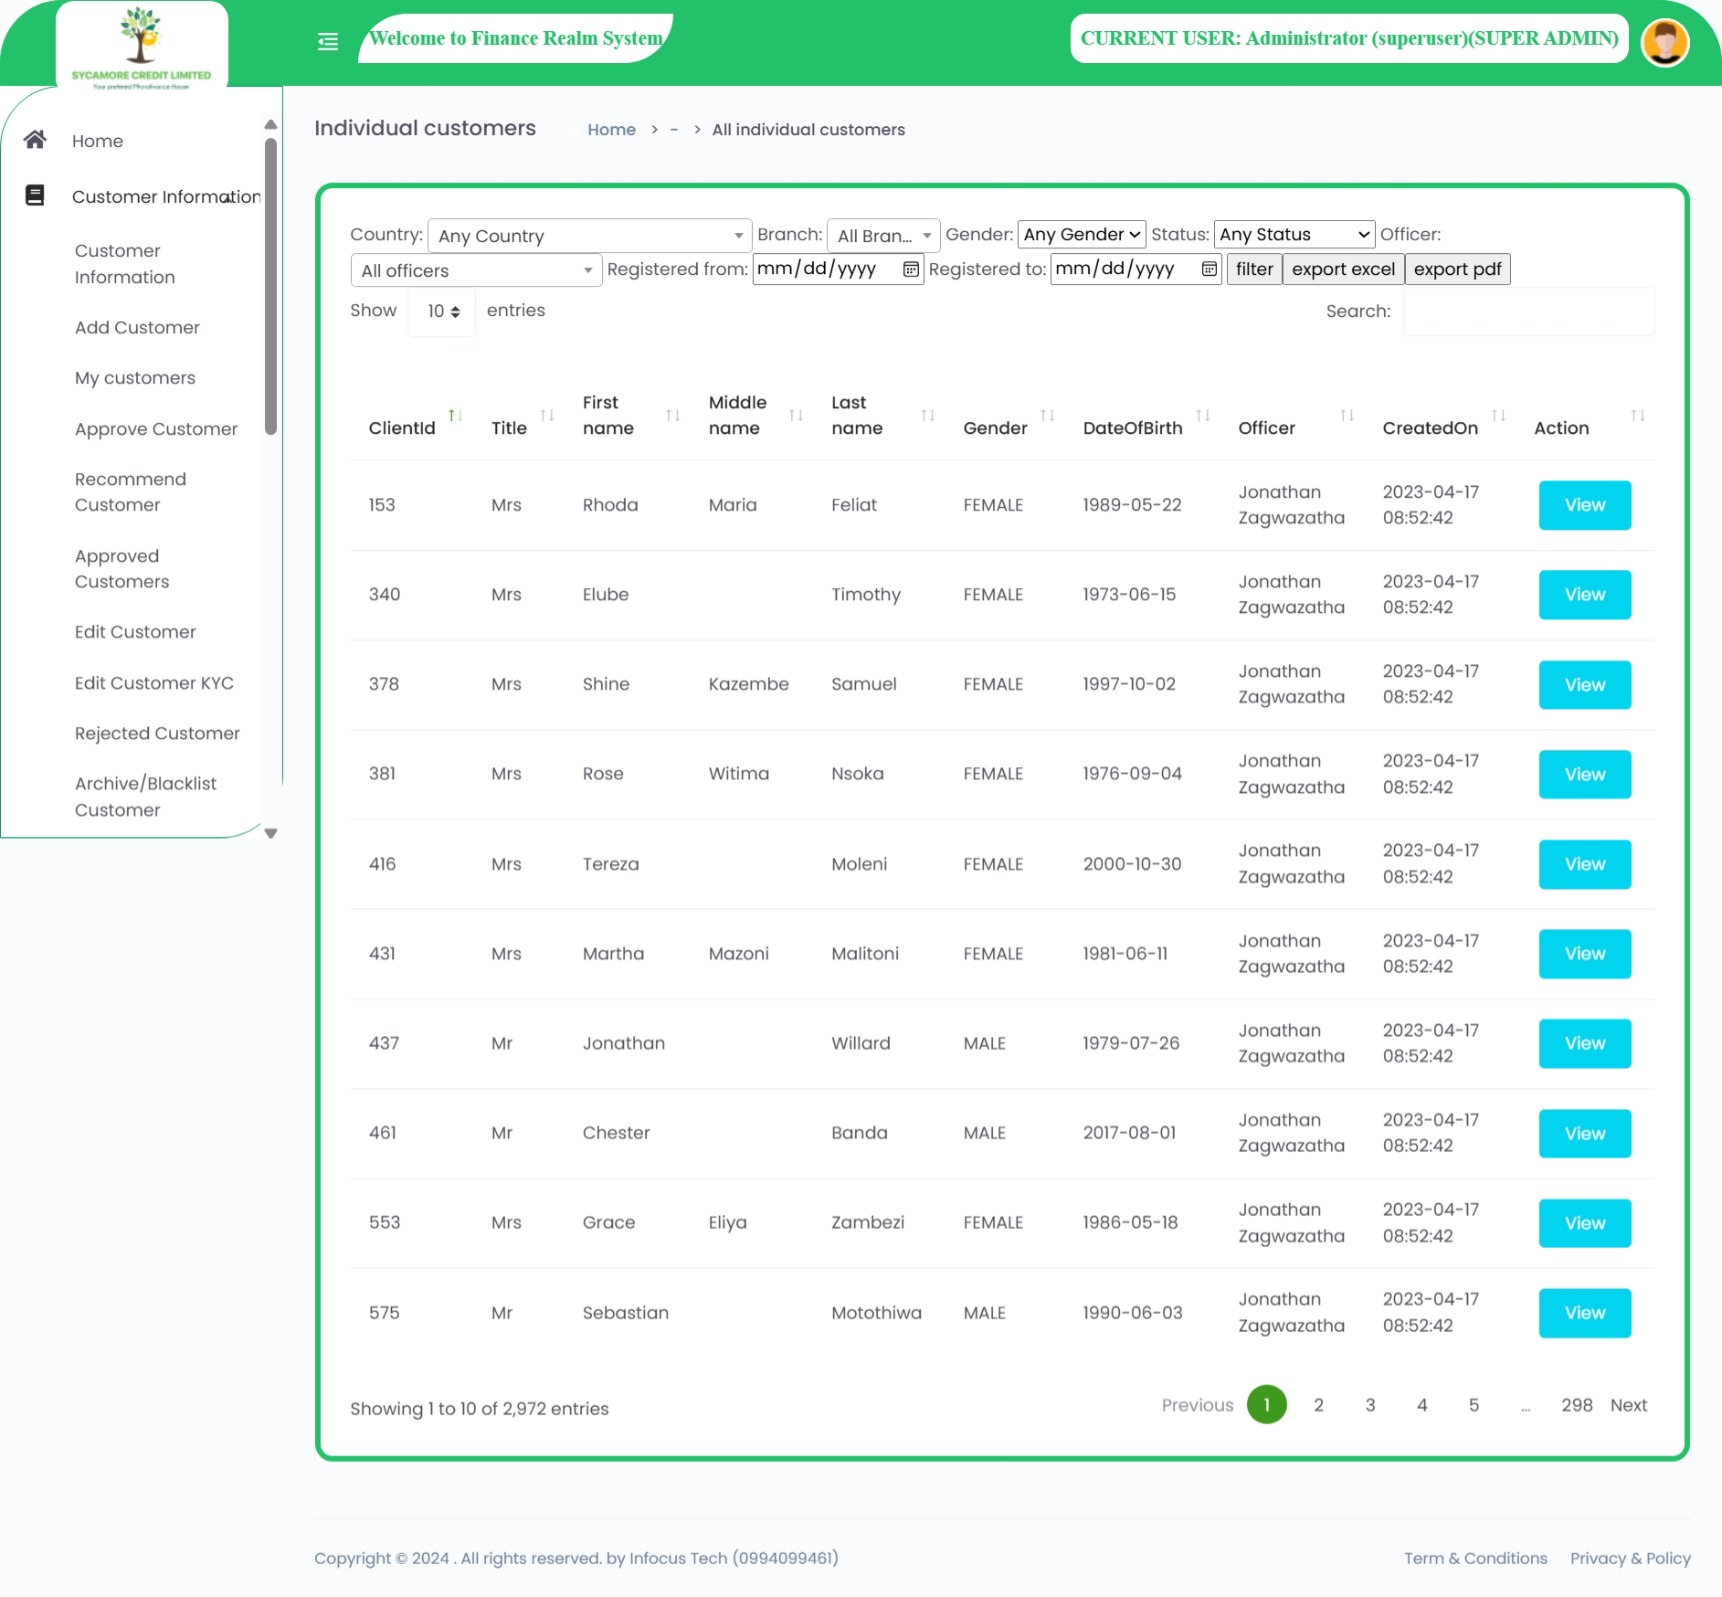 SYCAMORE CREDIT LIMITED
Your prefered Microfinance House
Welcome to Finance Realm System
CURRENT USER: Administrator (superuser)(SUPER ADMIN)
Home
Customer Information
Customer
Information
Add Customer
My customers
Approve Customer
Recommend
Customer
Approved
Customers
Edit Customer
Edit Customer KYC
Rejected Customer
Archive/Blacklist
Customer
Individual customers
Home > - > All individual customers
Country: Any Country Branch: All Bran... Gender: Any Gender Status: Any Status Officer:
All officers Registered from: mm/dd/yyyy Registered to: mm/dd/yyyy filter export excel export pdf
Show 10 entries Search:
ClientId Title First name Middle name Last name Gender DateOfBirth Officer CreatedOn Action
153 Mrs Rhoda Maria Feliat FEMALE 1989-05-22 Jonathan Zagwazatha 2023-04-17 08:52:42 View
340 Mrs Elube Timothy FEMALE 1973-06-15 Jonathan Zagwazatha 2023-04-17 08:52:42 View
378 Mrs Shine Kazembe Samuel FEMALE 1997-10-02 Jonathan Zagwazatha 2023-04-17 08:52:42 View
381 Mrs Rose Witima Nsoka FEMALE 1976-09-04 Jonathan Zagwazatha 2023-04-17 08:52:42 View
416 Mrs Tereza Moleni FEMALE 2000-10-30 Jonathan Zagwazatha 2023-04-17 08:52:42 View
431 Mrs Martha Mazoni Malitoni FEMALE 1981-06-11 Jonathan Zagwazatha 2023-04-17 08:52:42 View
437 Mr Jonathan Willard MALE 1979-07-26 Jonathan Zagwazatha 2023-04-17 08:52:42 View
461 Mr Chester Banda MALE 2017-08-01 Jonathan Zagwazatha 2023-04-17 08:52:42 View
553 Mrs Grace Eliya Zambezi FEMALE 1986-05-18 Jonathan Zagwazatha 2023-04-17 08:52:42 View
575 Mr Sebastian Motothiwa MALE 1990-06-03 Jonathan Zagwazatha 2023-04-17 08:52:42 View
Showing 1 to 10 of 2,972 entries
Previous 1 2 3 4 5 ... 298 Next
Copyright © 2024 . All rights reserved. by Infocus Tech (0994099461)
Term & Conditions Privacy & Policy